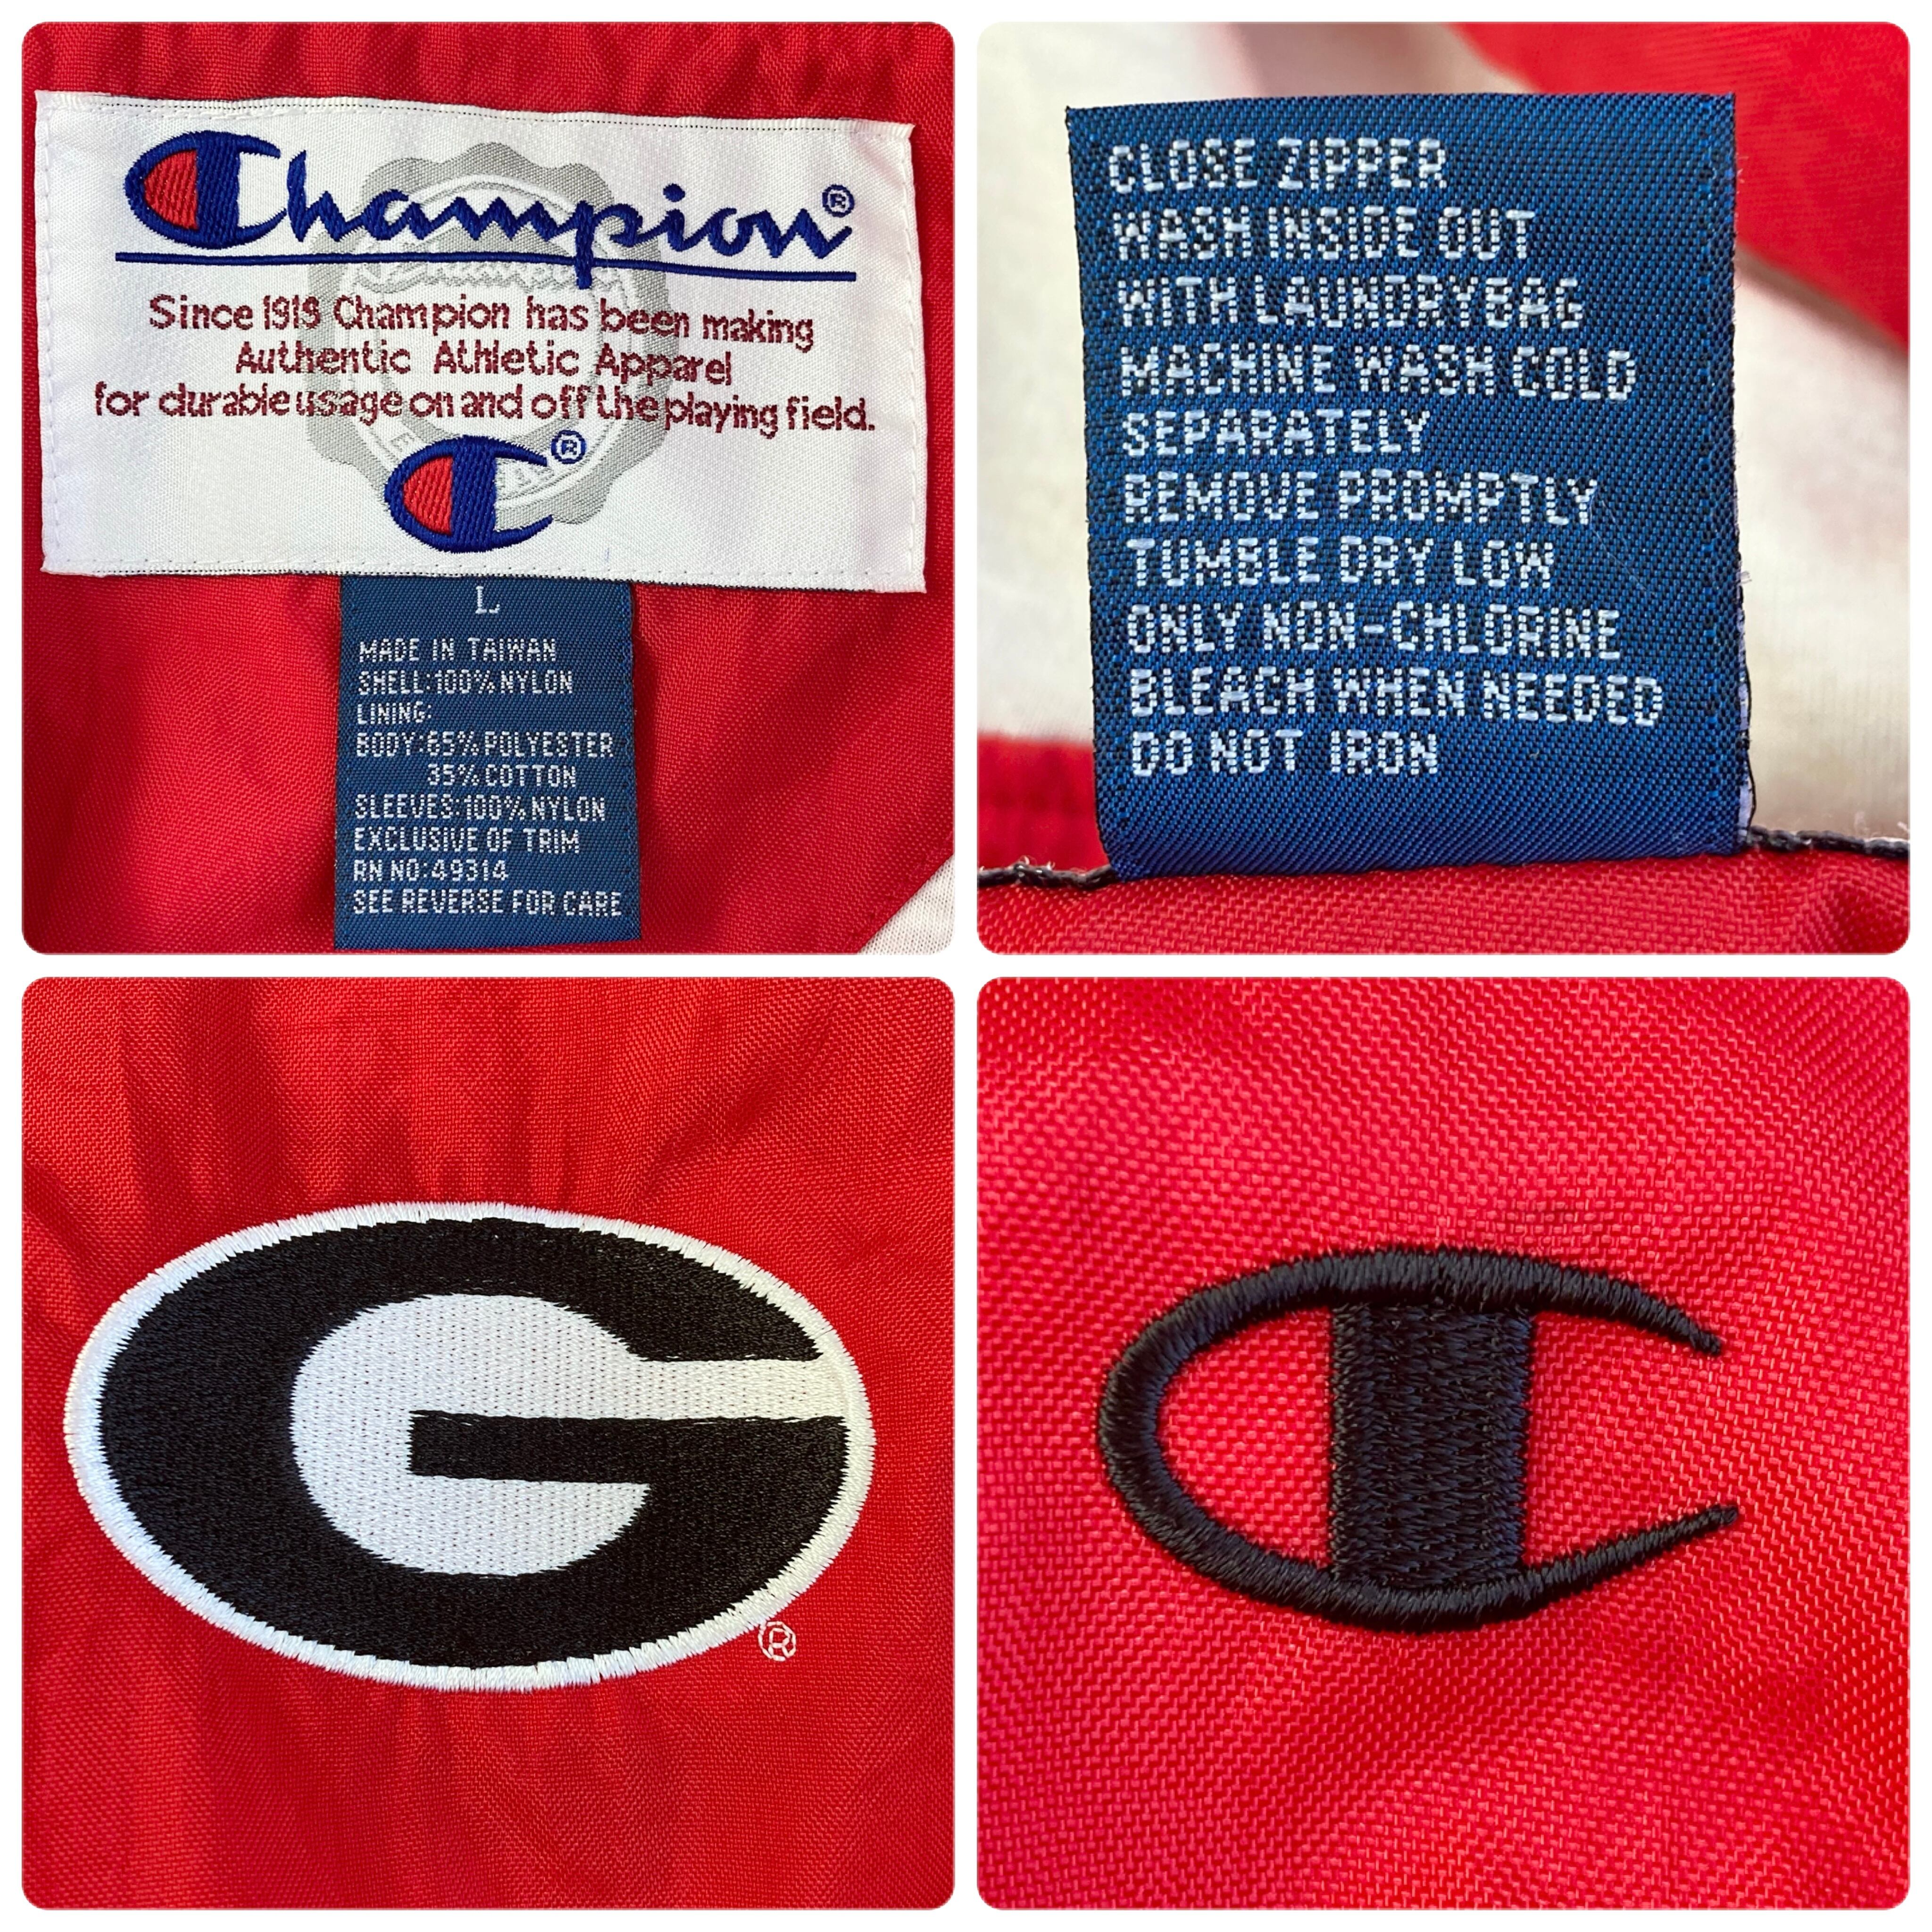 Champion®
Since 1919 Champion has been making
Authentic Athletic Apparel
for durable usage on and off the playing field.
®
L
MADE IN TAIWAN
SHELL:100% NYLON
LINING:
BODY:65% POLYESTER
35% COTTON
SLEEVES:100% NYLON
EXCLUSIVE OF TRIM
RN NO:49314
SEE REVERSE FOR CARE
CLOSE ZIPPER
WASH INSIDE OUT
WITH LAUNDRYBAG
MACHINE WASH COLD
SEPARATELY
REMOVE PROMPTLY
TUMBLE DRY LOW
ONLY NON-CHLORINE
BLEACH WHEN NEEDED
DO NOT IRON
G
®